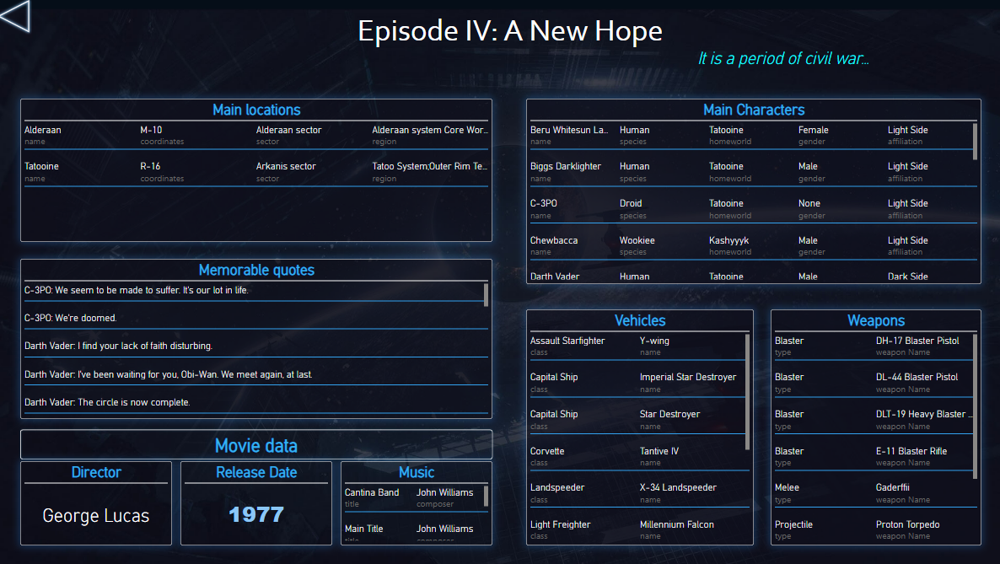 Episode IV: A New Hope
It is a period of civil war...
Main locations
Alderaan M-10 Alderaan sector Alderaan system Core Wor...
name coordinates sector region
Tatooine R-16 Arkanis sector Tatoo System;Outer Rim Te...
name coordinates sector region
Memorable quotes
C-3PO: We seem to be made to suffer. It's our lot in life.
C-3PO: We're doomed.
Darth Vader: I find your lack of faith disturbing.
Darth Vader: I've been waiting for you, Obi-Wan. We meet again, at last.
Darth Vader: The circle is now complete.
Movie data
Director
George Lucas
Release Date
1977
Music
Cantina Band John Williams
title composer
Main Title John Williams
title composer
Main Characters
Beru Whitesun La... Human Tatooine Female Light Side
name species homeworld gender affiliation
Biggs Darklighter Human Tatooine Male Light Side
name species homeworld gender affiliation
C-3PO Droid Tatooine None Light Side
name species homeworld gender affiliation
Chewbacca Wookiee Kashyyyk Male Light Side
name species homeworld gender affiliation
Darth Vader Human Tatooine Male Dark Side
Vehicles
Assault Starfighter Y-wing
class name
Capital Ship Imperial Star Destroyer
class name
Capital Ship Star Destroyer
class name
Corvette Tantive IV
class name
Landspeeder X-34 Landspeeder
class name
Light Freighter Millennium Falcon
class name
Weapons
Blaster DH-17 Blaster Pistol
type weapon Name
Blaster DL-44 Blaster Pistol
type weapon Name
Blaster DLT-19 Heavy Blaster ...
type weapon Name
Blaster E-11 Blaster Rifle
type weapon Name
Melee Gaderffii
type weapon Name
Projectile Proton Torpedo
type weapon Name